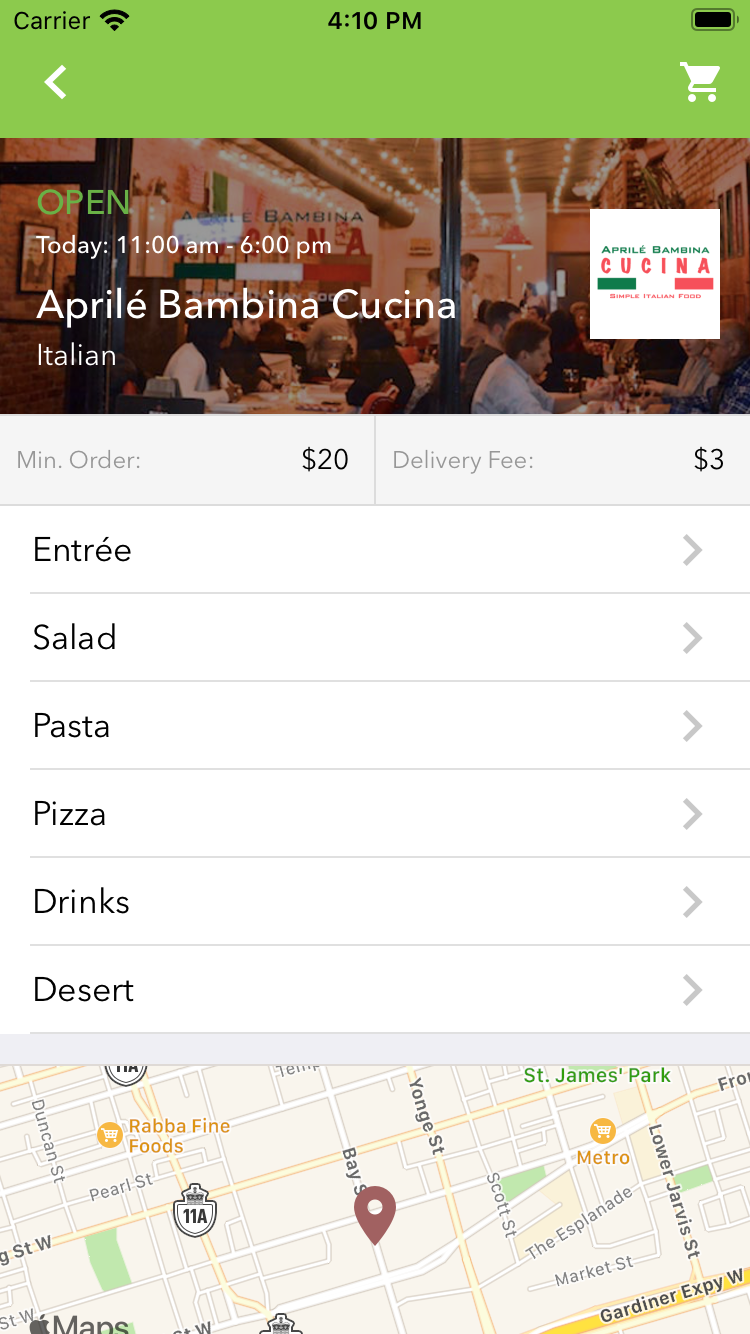 Carrier 4:10 PM
OPEN
Today: 11:00 am - 6:00 pm
Aprilé Bambina Cucina
Italian
APRILÉ BAMBINA
CUCINA
SIMPLE ITALIAN FOOD
Min. Order: $20
Delivery Fee: $3
Entrée
Salad
Pasta
Pizza
Drinks
Desert
11A
St. James' Park
Duncan St
Rabba Fine
Foods
Yonge St
Metro
Lower Jarvis St
Bay S
Pearl St
11A
Scott St
The Esplanade
g St W
Market St
Gardiner Expy W
St W
Maps
St W